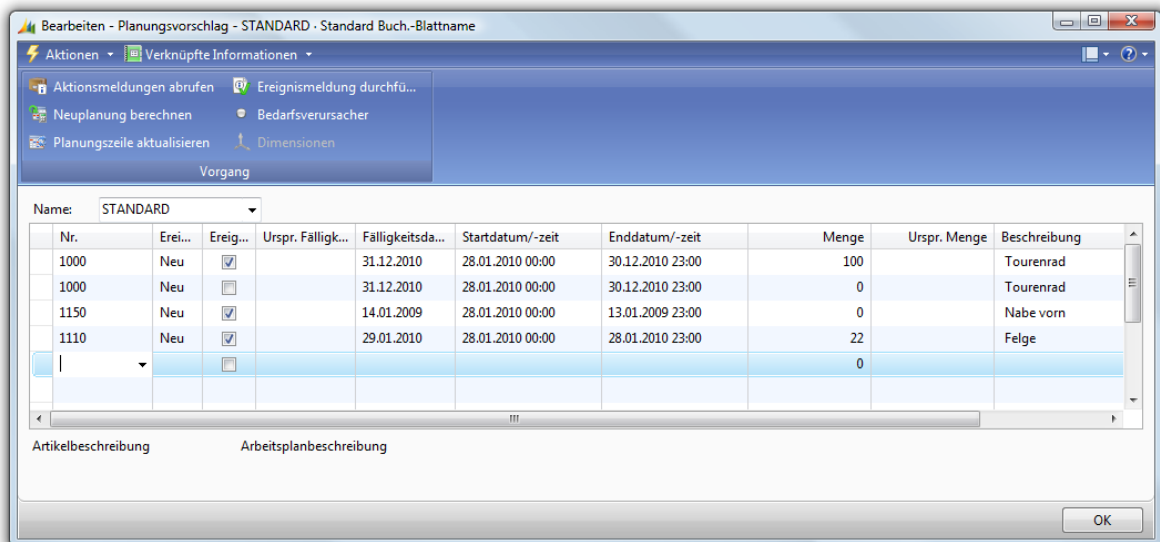 Bearbeiten - Planungsvorschlag - STANDARD · Standard Buch.-Blattname
Aktionen Verknüpfte Informationen
Aktionsmeldungen abrufen Ereignismeldung durchfü...
Neuplanung berechnen Bedarfsverursacher
Planungszeile aktualisieren Dimensionen
Vorgang
Name: STANDARD
Nr. Erei... Ereig... Urspr. Fälligk... Fälligkeitsda... Startdatum/-zeit Enddatum/-zeit Menge Urspr. Menge Beschreibung
1000 Neu 31.12.2010 28.01.2010 00:00 30.12.2010 23:00 100 Tourenrad
1000 Neu 31.12.2010 28.01.2010 00:00 30.12.2010 23:00 0 Tourenrad
1150 Neu 14.01.2009 28.01.2010 00:00 13.01.2009 23:00 0 Nabe vorn
1110 Neu 29.01.2010 28.01.2010 00:00 28.01.2010 23:00 22 Felge
0
Artikelbeschreibung Arbeitsplanbeschreibung
OK